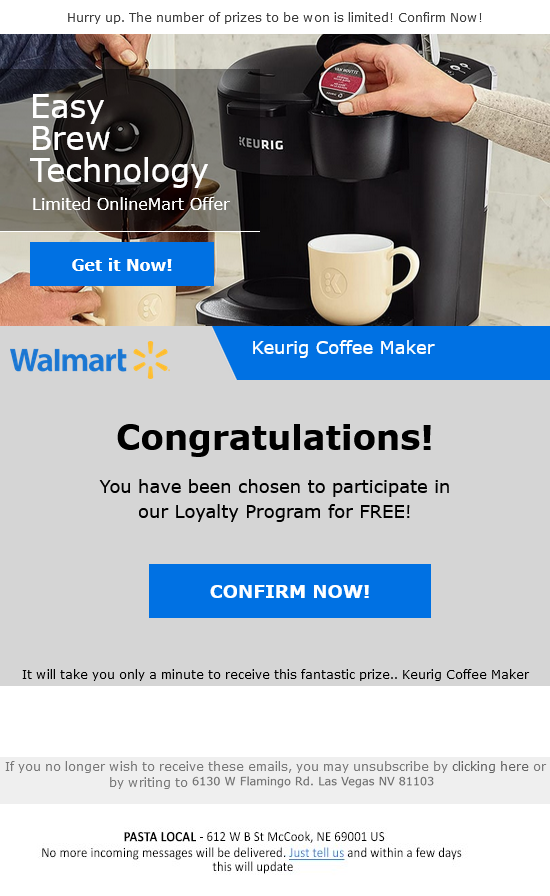 Hurry up. The number of prizes to be won is limited! Confirm Now!
KEURIG
Easy
Brew
Technology
Limited OnlineMart Offer
Get it Now!
Walmart
Keurig Coffee Maker
Congratulations!
You have been chosen to participate in
our Loyalty Program for FREE!
CONFIRM NOW!
It will take you only a minute to receive this fantastic prize.. Keurig Coffee Maker
If you no longer wish to receive these emails, you may unsubscribe by clicking here or
by writing to 6130 W Flamingo Rd. Las Vegas NV 81103
PASTA LOCAL - 612 W B St McCook, NE 69001 US
No more incoming messages will be delivered. Just tell us and within a few days
this will update